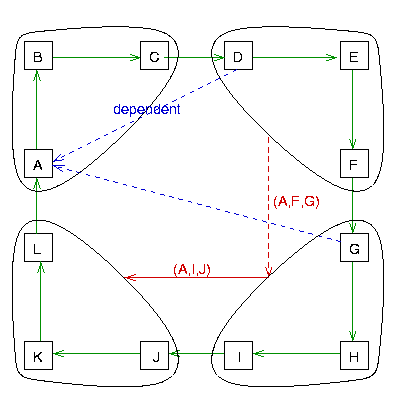 B C D E
dependent
A F
(A,F,G)
L G
(A,I,J)
K J I H